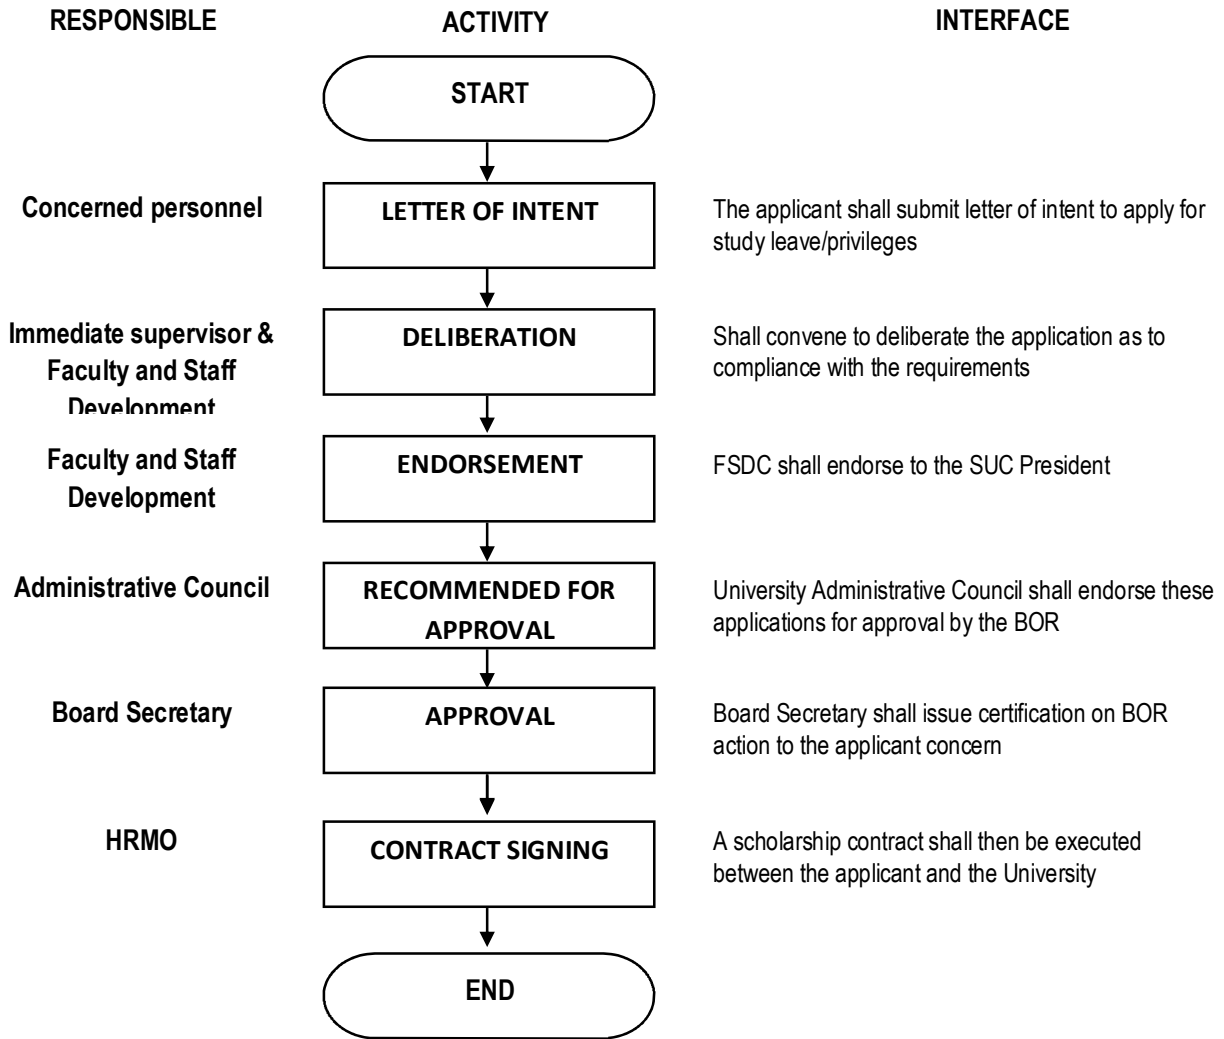 RESPONSIBLE
ACTIVITY
INTERFACE
START
Concerned personnel
LETTER OF INTENT
The applicant shall submit letter of intent to apply for
study leave/privileges
Immediate supervisor &
Faculty and Staff
Development
DELIBERATION
Shall convene to deliberate the application as to
compliance with the requirements
Faculty and Staff
Development
ENDORSEMENT
FSDC shall endorse to the SUC President
Administrative Council
RECOMMENDED FOR
APPROVAL
University Administrative Council shall endorse these
applications for approval by the BOR
Board Secretary
APPROVAL
Board Secretary shall issue certification on BOR
action to the applicant concern
HRMO
CONTRACT SIGNING
A scholarship contract shall then be executed
between the applicant and the University
END